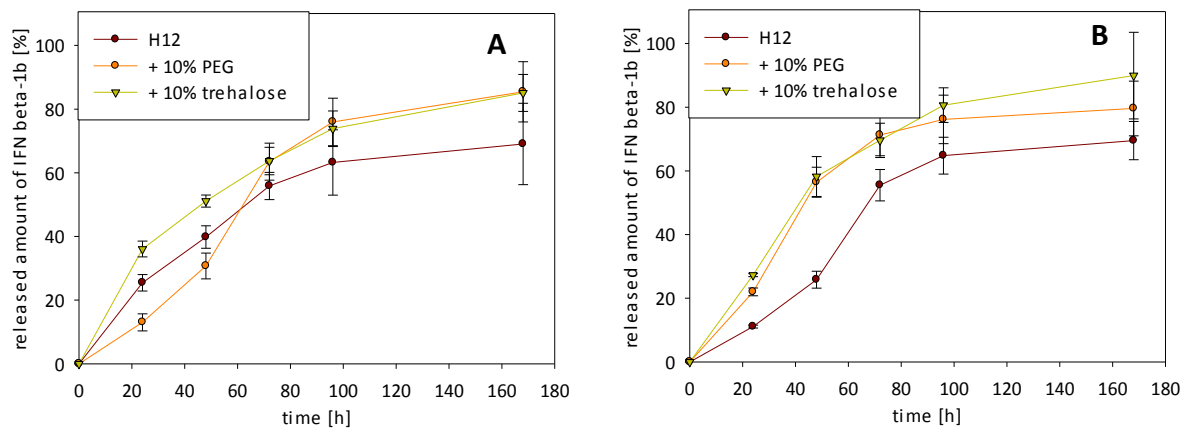 released amount of IFN beta-1b [%]
100
80
60
40
20
0
H12
+ 10% PEG
+ 10% trehalose
A
0 20 40 60 80 100 120 140 160 180
time [h]
released amount of IFN beta-1b [%]
100
80
60
40
20
0
H12
+ 10% PEG
+ 10% trehalose
B
0 20 40 60 80 100 120 140 160 180
time [h]